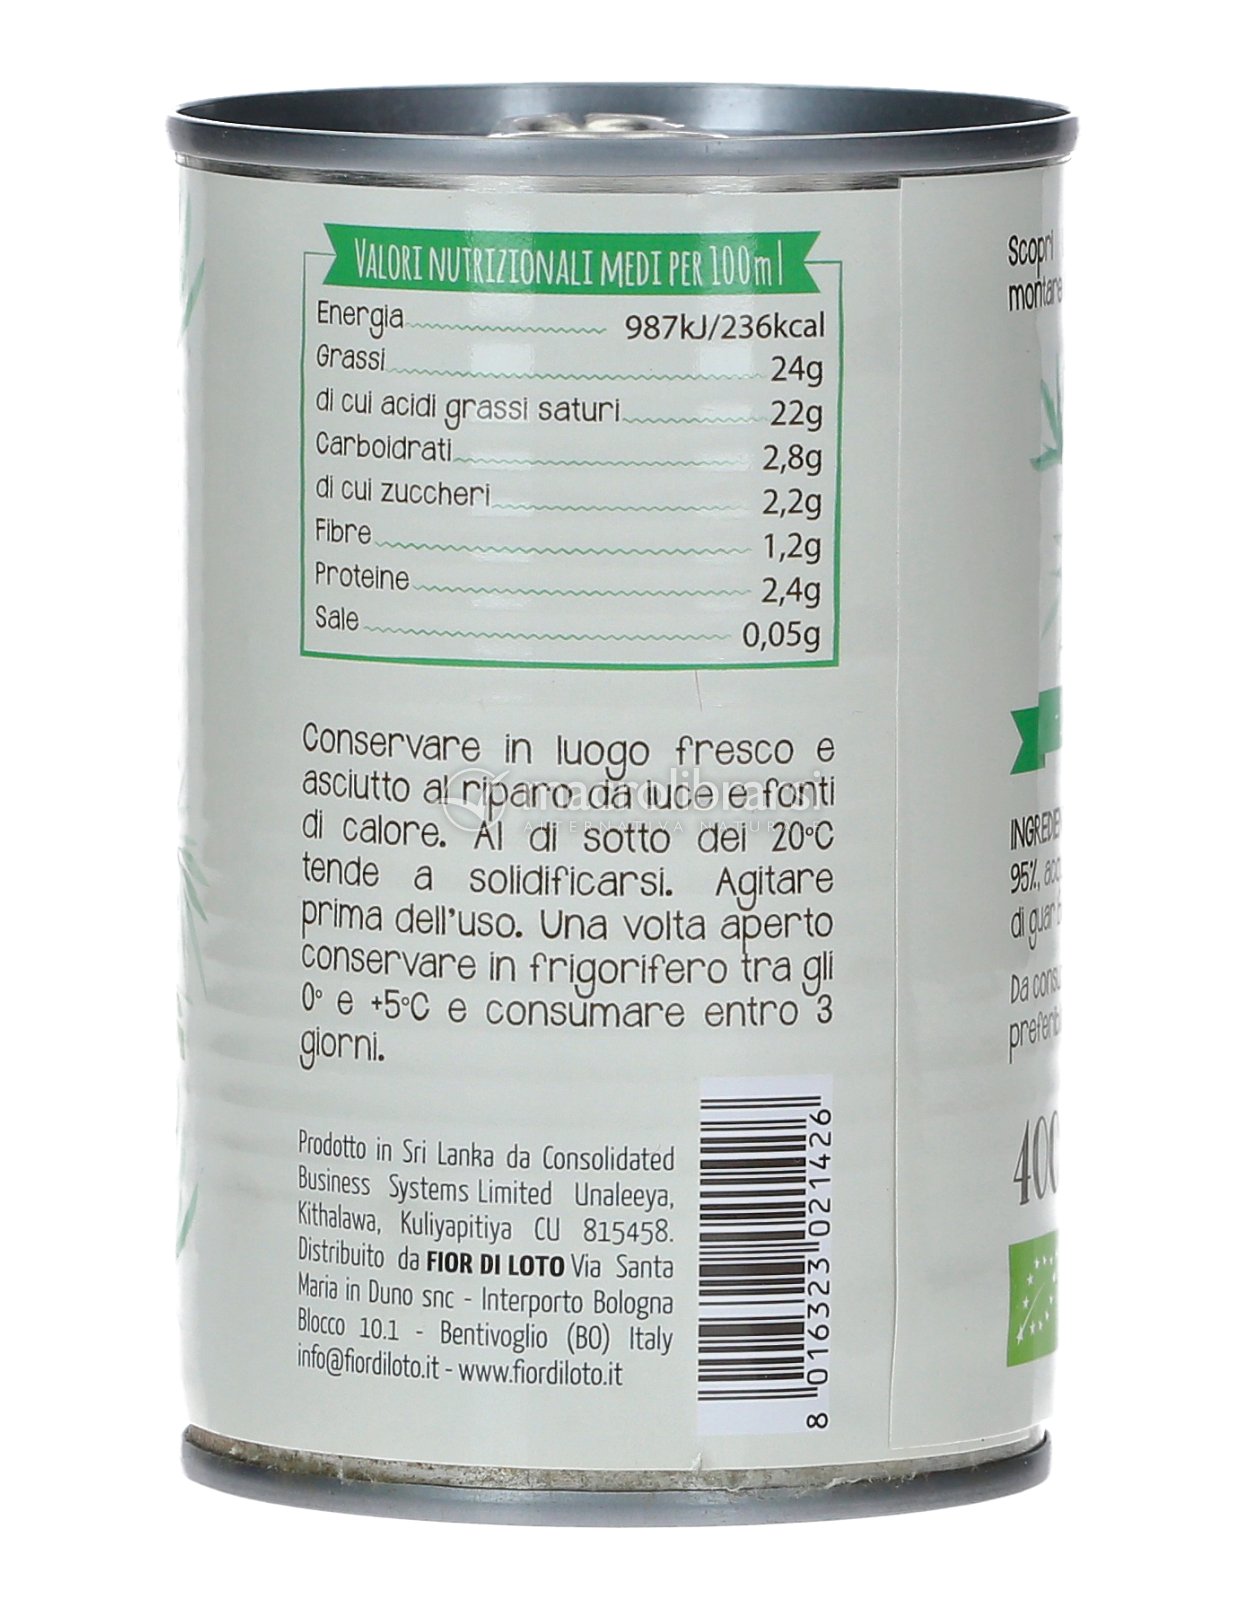 VALORI NUTRIZIONALI MEDI PER 100ml
Energia 987kJ/236kcal
Grassi 24g
di cui acidi grassi saturi 22g
Carboidrati 2,8g
di cui zuccheri 2,2g
Fibre 1,2g
Proteine 2,4g
Sale 0,05g
Conservare in luogo fresco e
asciutto al riparo da luce e fonti
di calore. Al di sotto dei 20°C
tende a solidificarsi. Agitare
prima dell'uso. Una volta aperto
conservare in frigorifero tra gli
0° e +5°C e consumare entro 3
giorni.
Prodotto in Sri Lanka da Consolidated
Business Systems Limited Unaleeya,
Kithalawa, Kuliyapitiya CU 815458.
Distribuito da FIOR DI LOTO Via Santa
Maria in Duno snc - Interporto Bologna
Blocco 10.1 - Bentivoglio (BO) Italy
info@fiordiloto.it - www.fiordiloto.it
8 016323 021426
macrolibrarsi
ALTERNATIVA NATURALE
Scopri
95%,
di guar
Da